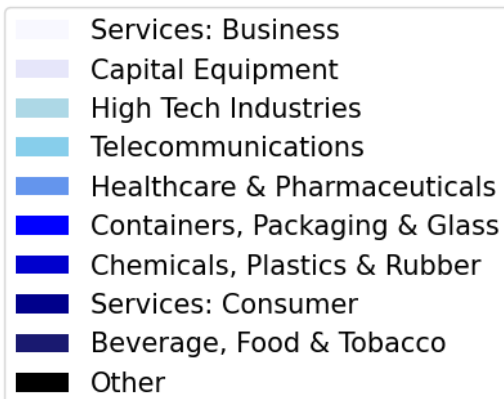 Services: Business
Capital Equipment
High Tech Industries
Telecommunications
Healthcare & Pharmaceuticals
Containers, Packaging & Glass
Chemicals, Plastics & Rubber
Services: Consumer
Beverage, Food & Tobacco
Other